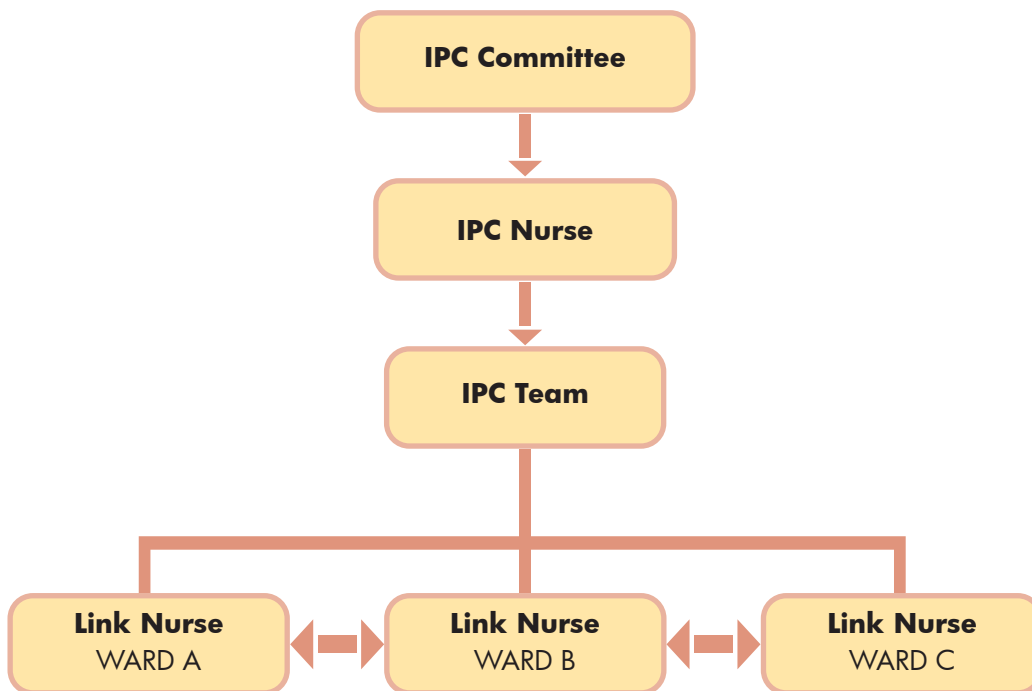 IPC Committee
IPC Nurse
IPC Team
Link Nurse
WARD A
Link Nurse
WARD B
Link Nurse
WARD C